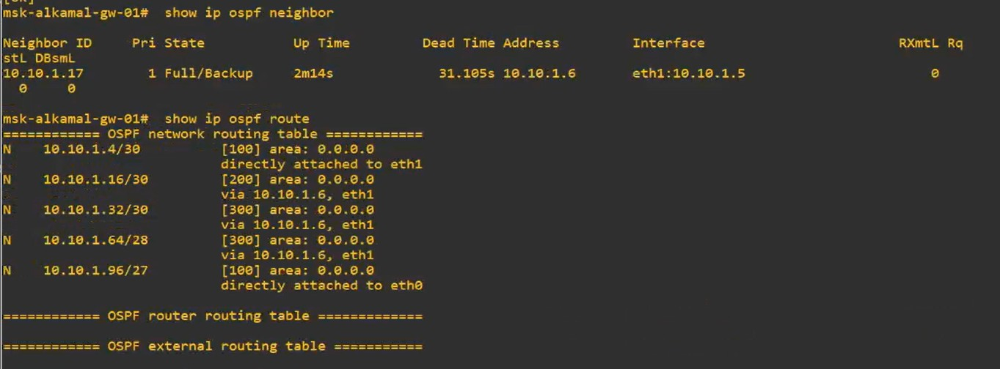 [OK]
msk-alkamal-gw-01#  show ip ospf neighbor
Neighbor ID     Pri State           Up Time         Dead Time Address         Interface                        RXmtL Rq
stL DBsmL
10.10.1.17        1 Full/Backup     2m14s             31.105s 10.10.1.6       eth1:10.10.1.5                       0
  0     0
msk-alkamal-gw-01#  show ip ospf route
============ OSPF network routing table ============
N    10.10.1.4/30          [100] area: 0.0.0.0
                           directly attached to eth1
N    10.10.1.16/30         [200] area: 0.0.0.0
                           via 10.10.1.6, eth1
N    10.10.1.32/30         [300] area: 0.0.0.0
                           via 10.10.1.6, eth1
N    10.10.1.64/28         [300] area: 0.0.0.0
                           via 10.10.1.6, eth1
N    10.10.1.96/27         [100] area: 0.0.0.0
                           directly attached to eth0
============ OSPF router routing table =============
============ OSPF external routing table ===========